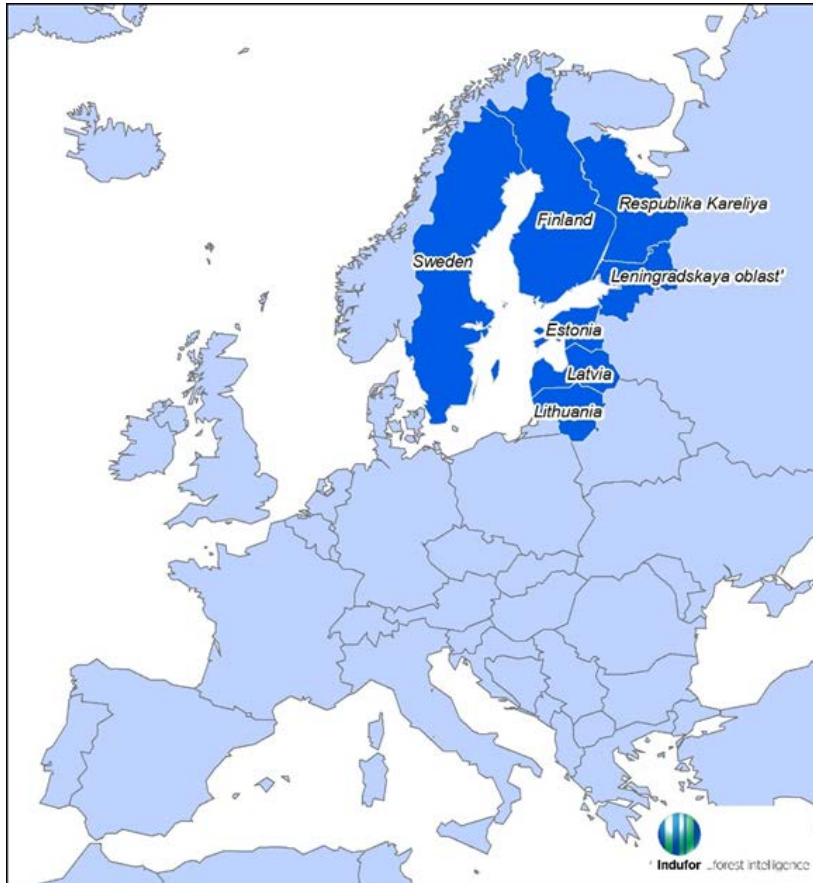 Respublika Kareliya
Finland
Sweden
Leningradskaya oblast'
Estonia
Latvia
Lithuania
Indufor ...forest intelligence